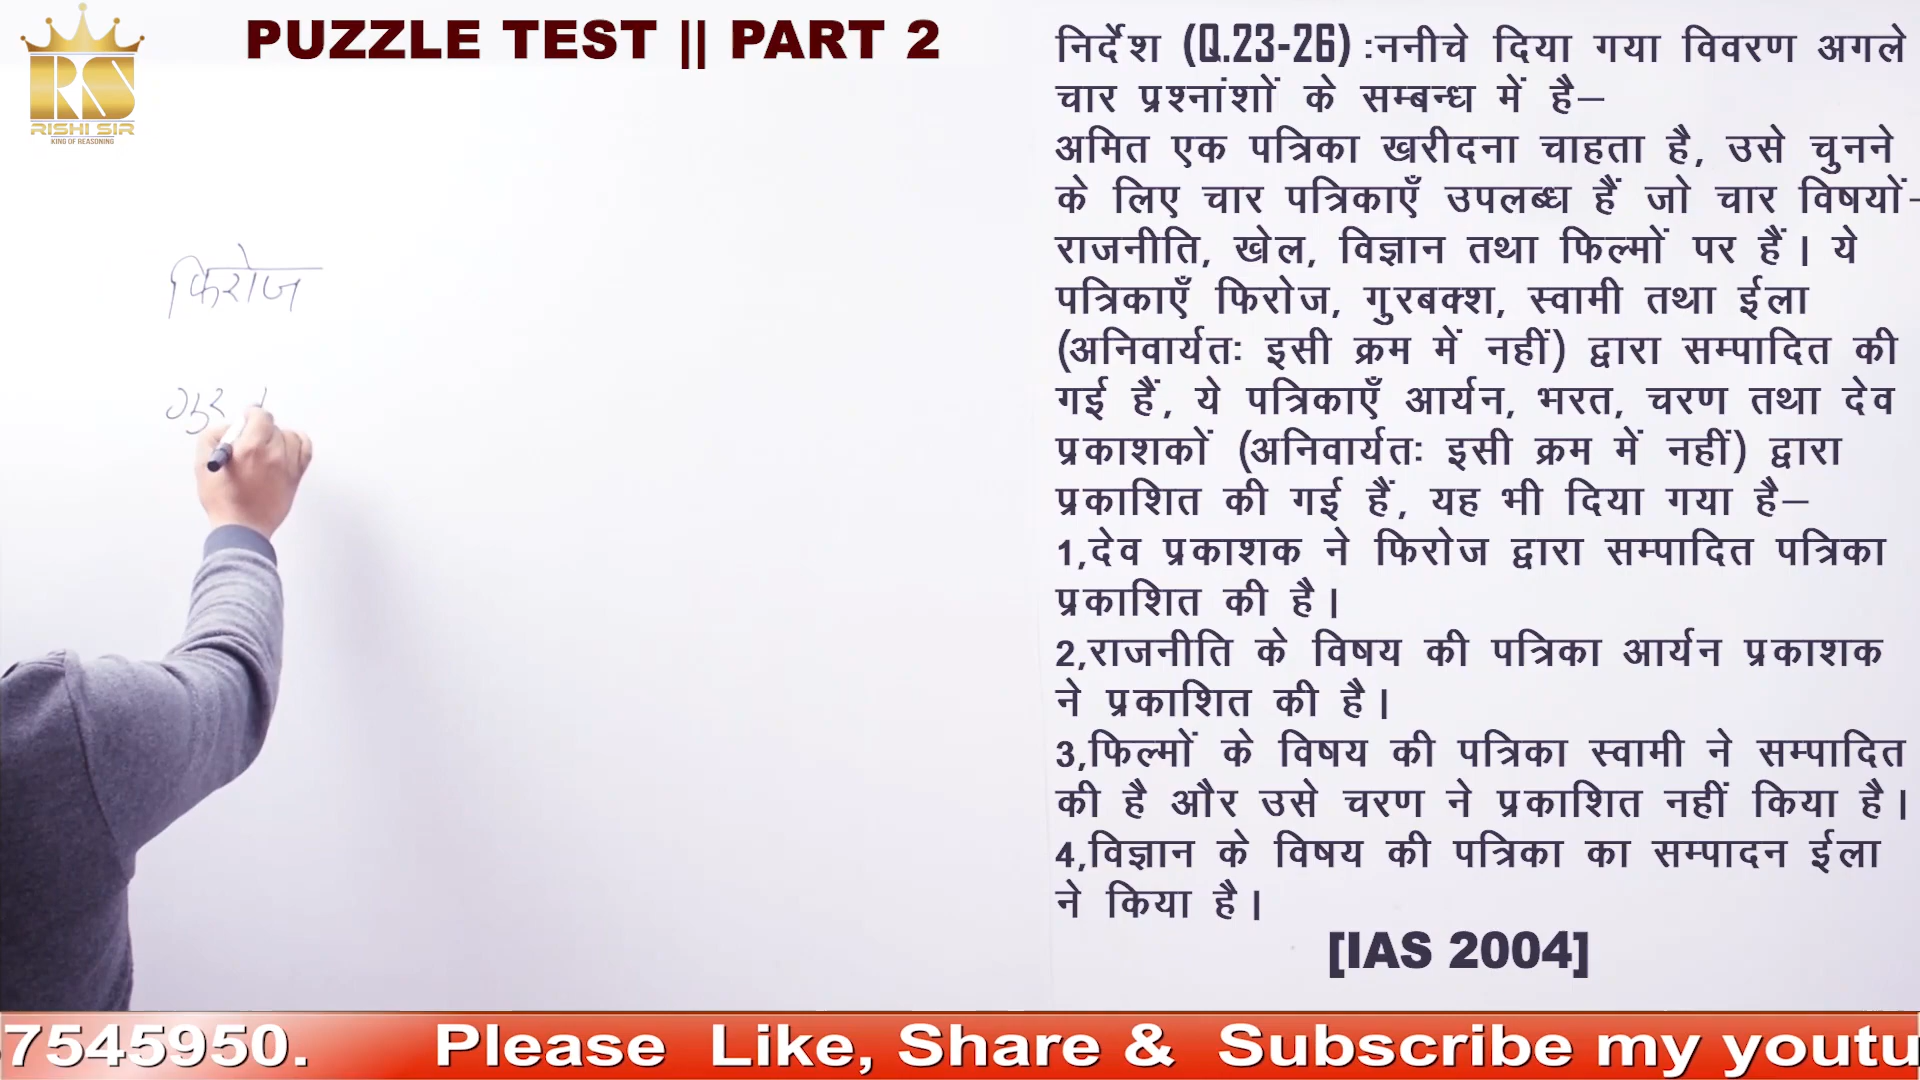 RS
RISHI SIR
KING OF REASONING
PUZZLE TEST || PART 2
फिरोज
गुर
निर्देश (Q.23-26) :ननीचे दिया गया विवरण अगले
चार प्रश्नांशों के सम्बन्ध में है–
अमित एक पत्रिका खरीदना चाहता है, उसे चुनने
के लिए चार पत्रिकाएँ उपलब्ध हैं जो चार विषयों-
राजनीति, खेल, विज्ञान तथा फिल्मों पर हैं। ये
पत्रिकाएँ फिरोज, गुरबक्श, स्वामी तथा ईला
(अनिवार्यतः इसी क्रम में नहीं) द्वारा सम्पादित की
गई हैं, ये पत्रिकाएँ आर्यन, भरत, चरण तथा देव
प्रकाशकों (अनिवार्यतः इसी क्रम में नहीं) द्वारा
प्रकाशित की गई हैं, यह भी दिया गया है–
1,देव प्रकाशक ने फिरोज द्वारा सम्पादित पत्रिका
प्रकाशित की है।
2,राजनीति के विषय की पत्रिका आर्यन प्रकाशक
ने प्रकाशित की है।
3,फिल्मों के विषय की पत्रिका स्वामी ने सम्पादित
की है और उसे चरण ने प्रकाशित नहीं किया है।
4,विज्ञान के विषय की पत्रिका का सम्पादन ईला
ने किया है।
[IAS 2004]
7545950. Please Like, Share & Subscribe my youtu